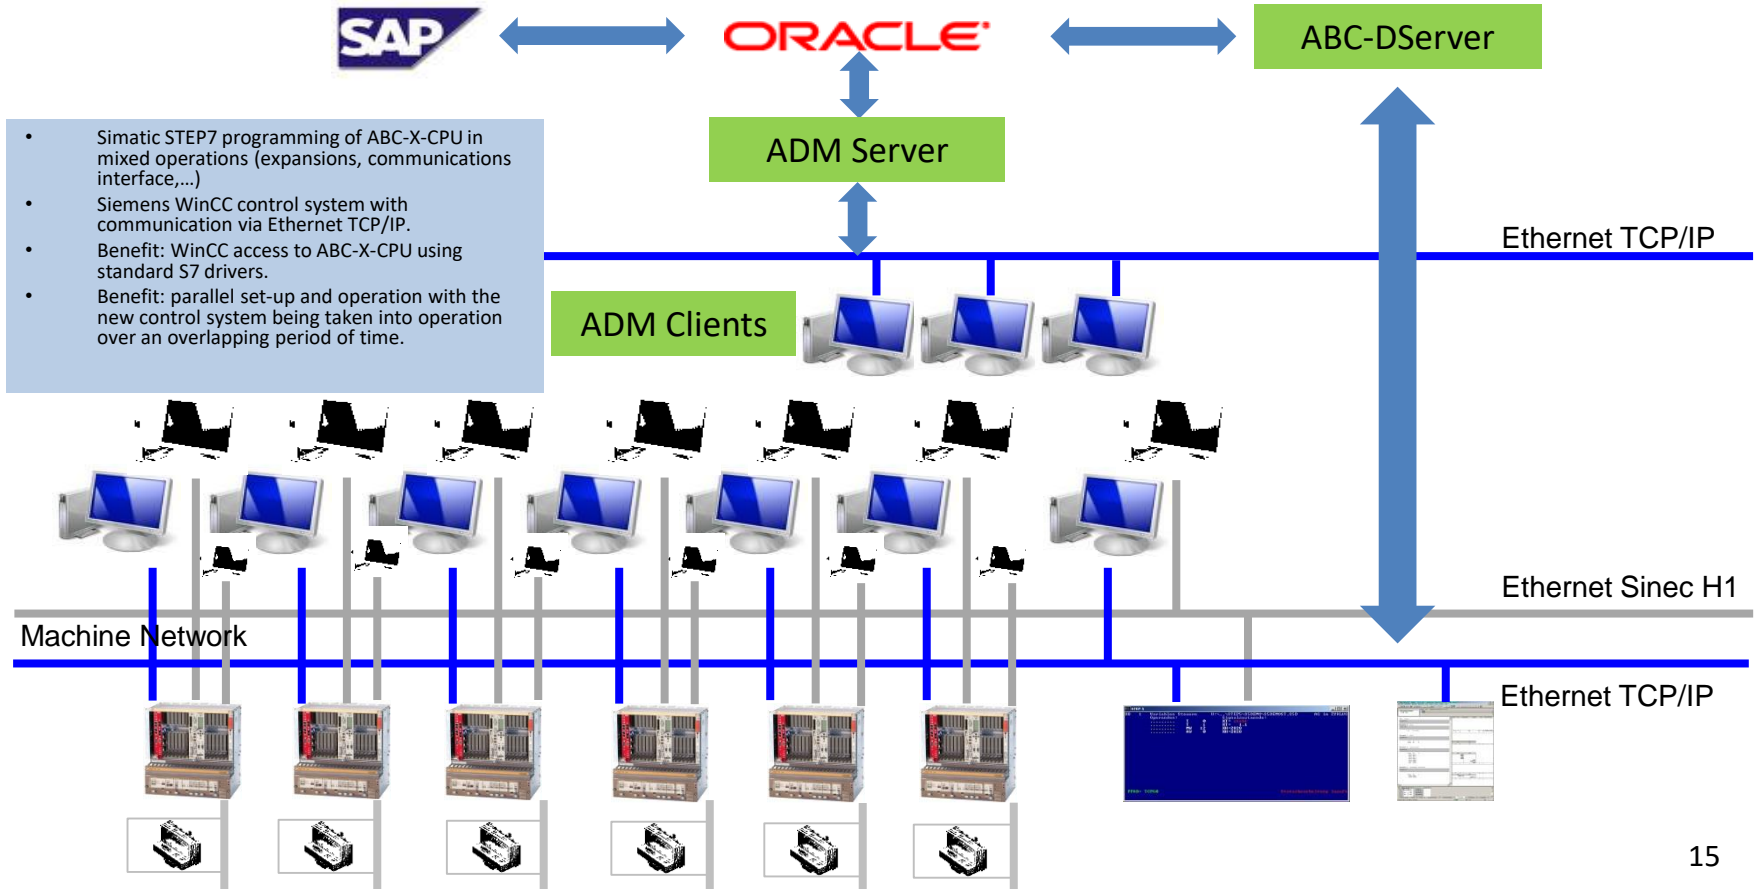 SAP
ORACLE
ABC-DServer
• Simatic STEP7 programming of ABC-X-CPU in
mixed operations (expansions, communications
interface,...)
• Siemens WinCC control system with
communication via Ethernet TCP/IP.
• Benefit: WinCC access to ABC-X-CPU using
standard S7 drivers.
• Benefit: parallel set-up and operation with the
new control system being taken into operation
over an overlapping period of time.
ADM Server
Ethernet TCP/IP
ADM Clients
Ethernet Sinec H1
Machine Network
Ethernet TCP/IP
15